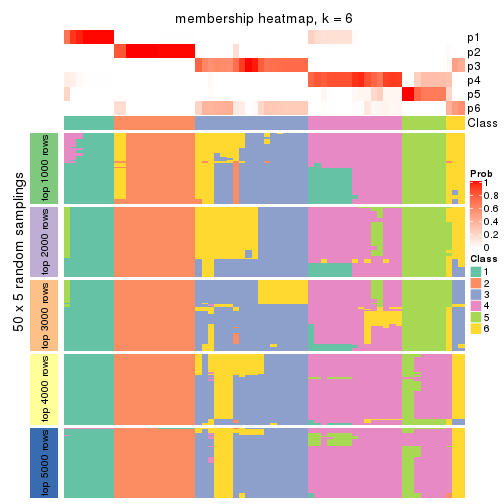 membership heatmap, k = 6
p1
p2
p3
p4
p5
p6
Class
50 x 5 random samplings
top 1000 rows
top 2000 rows
top 3000 rows
top 4000 rows
top 5000 rows
Prob
1
0.8
0.6
0.4
0.2
0
Class
1
2
3
4
5
6